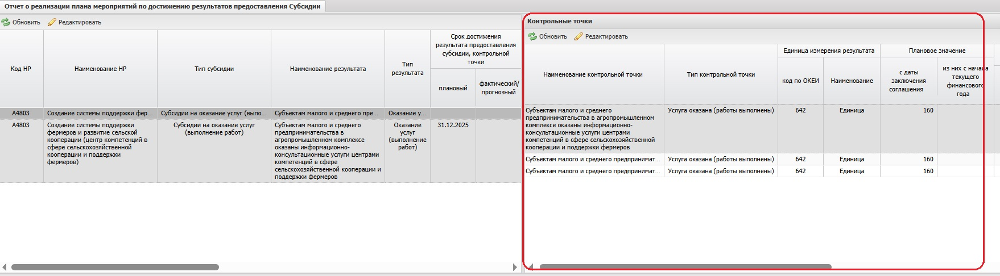 Отчет о реализации плана мероприятий по достижению результатов предоставления Субсидии
Обновить Редактировать
Код НР
Наименование НР
Тип субсидии
Наименование результата
Тип
результата
Срок достижения
результата предоставления
субсидии, контрольной
точки
плановый
фактический/
прогнозный
А4803
Создание системы поддержки фер...
Субсидии на оказание услуг (выпо...
Субъектам малого и среднего пре...
Оказание у...
А4803
Создание системы поддержки
фермеров и развитие сельской
кооперации (центр компетенций в
сфере сельскохозяйственной
кооперации и поддержки
фермеров)
Субсидии на оказание услуг
(выполнение работ)
Субъектам малого и среднего
предпринимательства в
агропромышленном комплексе
оказаны информационно-
консультационные услуги центрами
компетенций в сфере
сельскохозяйственной кооперации и
поддержки фермеров
Оказание
услуг
(выполнение
работ)
31.12.2025
Контрольные точки
Обновить Редактировать
Наименование контрольной точки
Тип контрольной точки
Единица измерения результата
код по ОКЕИ
Наименование
Плановое значение
с даты
заключения
соглашения
из них с начала
текущего
финансового
года
Субъектам малого и среднего
предпринимательства в агропромышленном
комплексе оказаны информационно-
консультационные услуги центрами
компетенций в сфере сельскохозяйственной
кооперации и поддержки фермеров
Услуга оказана (работы выполнены)
642
Единица
160
Субъектам малого и среднего предпринимат...
Услуга оказана (работы выполнены)
642
Единица
160
Субъектам малого и среднего предпринимат...
Услуга оказана (работы выполнены)
642
Единица
160